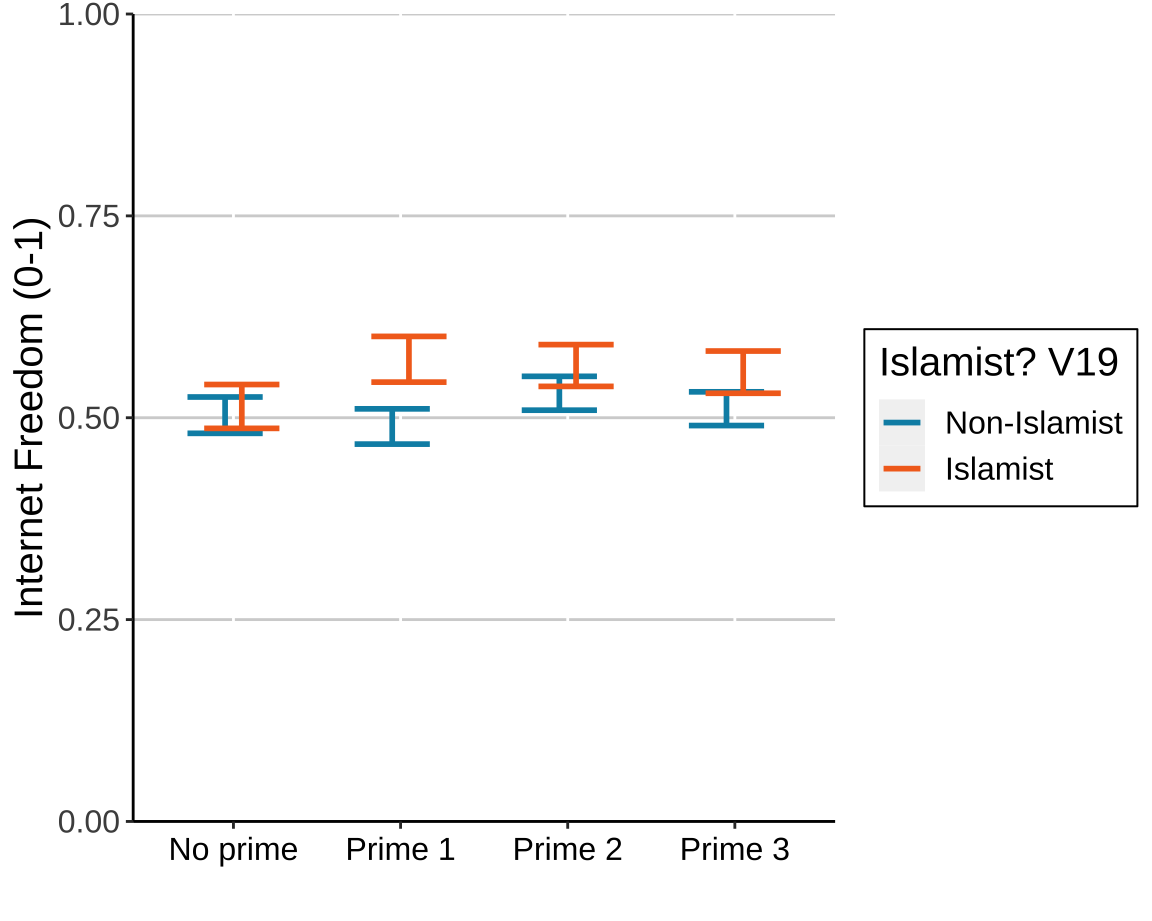 1.00
0.75
0.50
0.25
0.00
Internet Freedom (0-1)
No prime Prime 1 Prime 2 Prime 3
Islamist? V19
Non-Islamist
Islamist